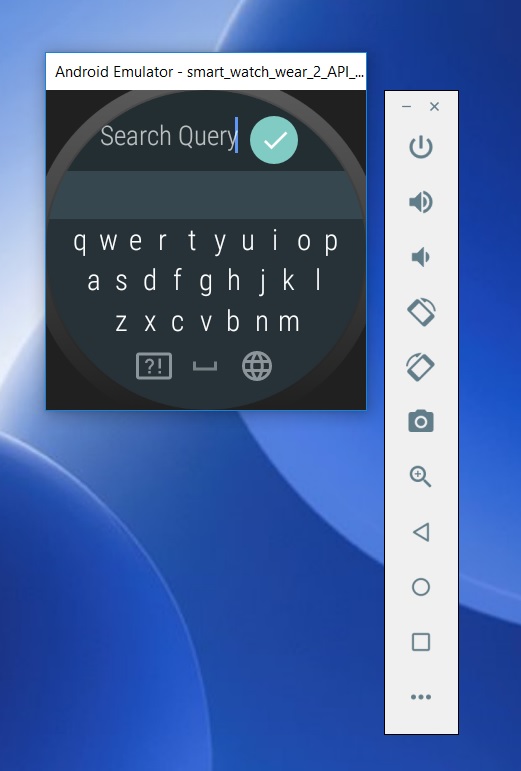 Android Emulator - smart_watch_wear_2_API_...
Search Query
q w e r t y u i o p
a s d f g h j k l
z x c v b n m
?!